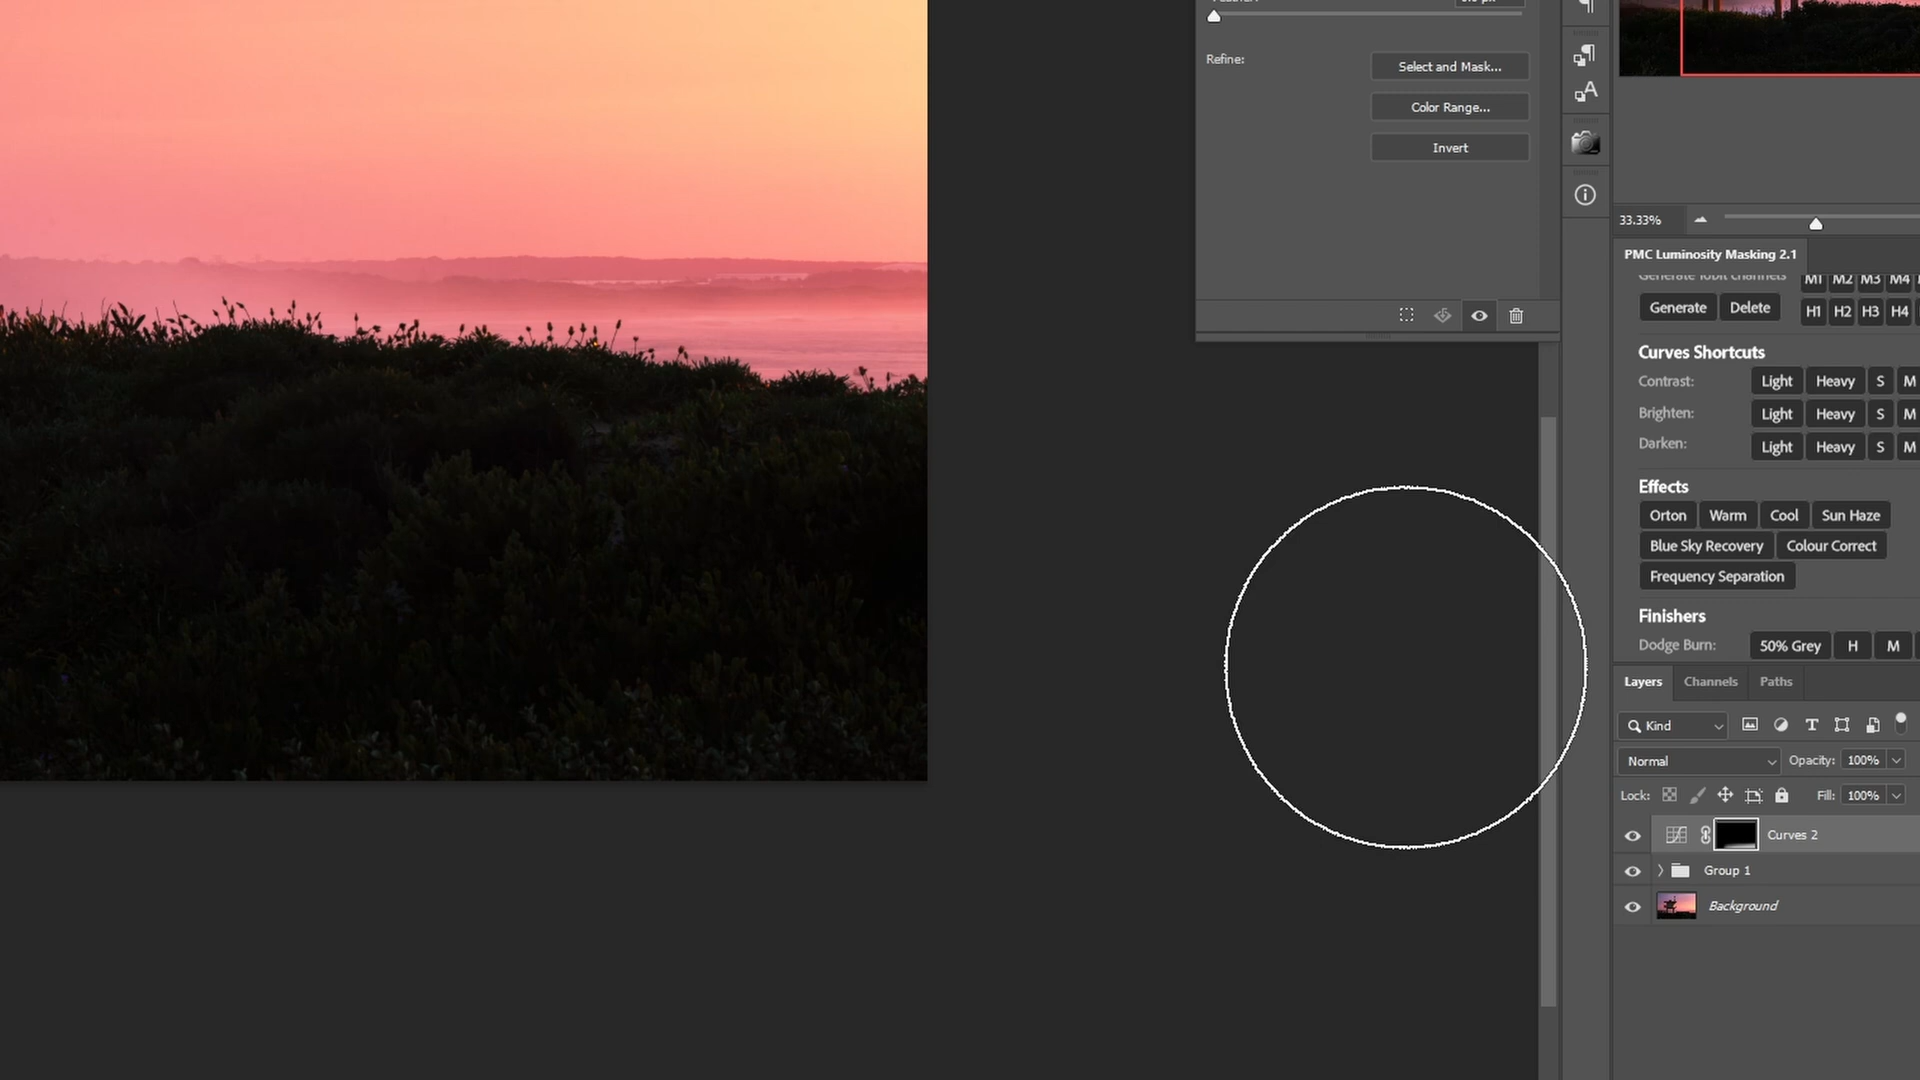 Refine:
Select and Mask...
Color Range...
Invert
33.33%
PMC Luminosity Masking 2.1
Generate 16bit channels
M1 M2 M3 M4
Generate Delete
H1 H2 H3 H4
Curves Shortcuts
Contrast: Light Heavy S M
Brighten: Light Heavy S M
Darken: Light Heavy S M
Effects
Orton Warm Cool Sun Haze
Blue Sky Recovery Colour Correct
Frequency Separation
Finishers
Dodge Burn: 50% Grey H M
Layers Channels Paths
Kind
Normal Opacity: 100%
Lock: Fill: 100%
Curves 2
Group 1
Background